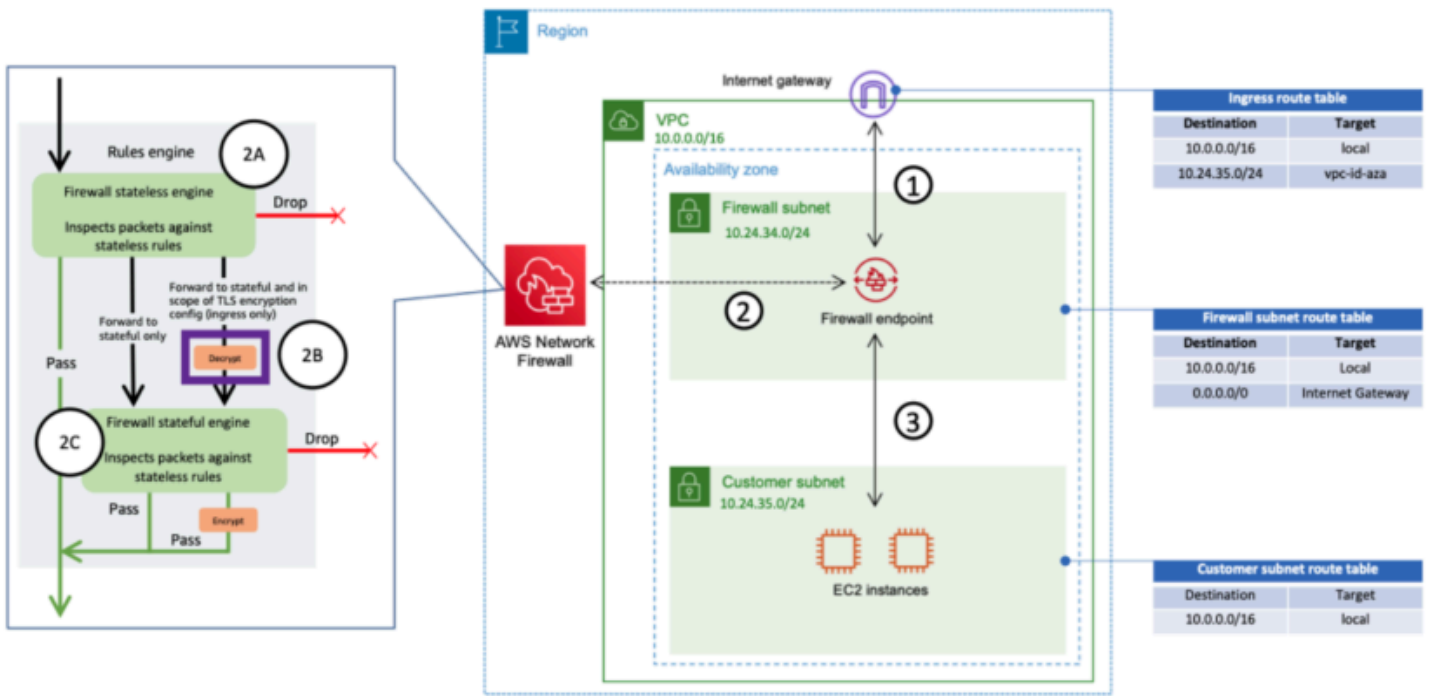 Region
Internet gateway
VPC
10.0.0.0/16
Availability zone
Firewall subnet
10.24.34.0/24
1
2
Firewall endpoint
AWS Network
Firewall
3
Customer subnet
10.24.35.0/24
EC2 instances
Rules engine
2A
Firewall stateless engine
Inspects packets against
stateless rules
Drop
Forward to stateful and in
scope of TLS encryption
config (ingress only)
Forward to
stateful only
Pass
Decrypt
2B
2C
Firewall stateful engine
Inspects packets against
stateless rules
Drop
Pass
Encrypt
Pass
Ingress route table
Destination Target
10.0.0.0/16 local
10.24.35.0/24 vpc-id-aza
Firewall subnet route table
Destination Target
10.0.0.0/16 Local
0.0.0.0/0 Internet Gateway
Customer subnet route table
Destination Target
10.0.0.0/16 local